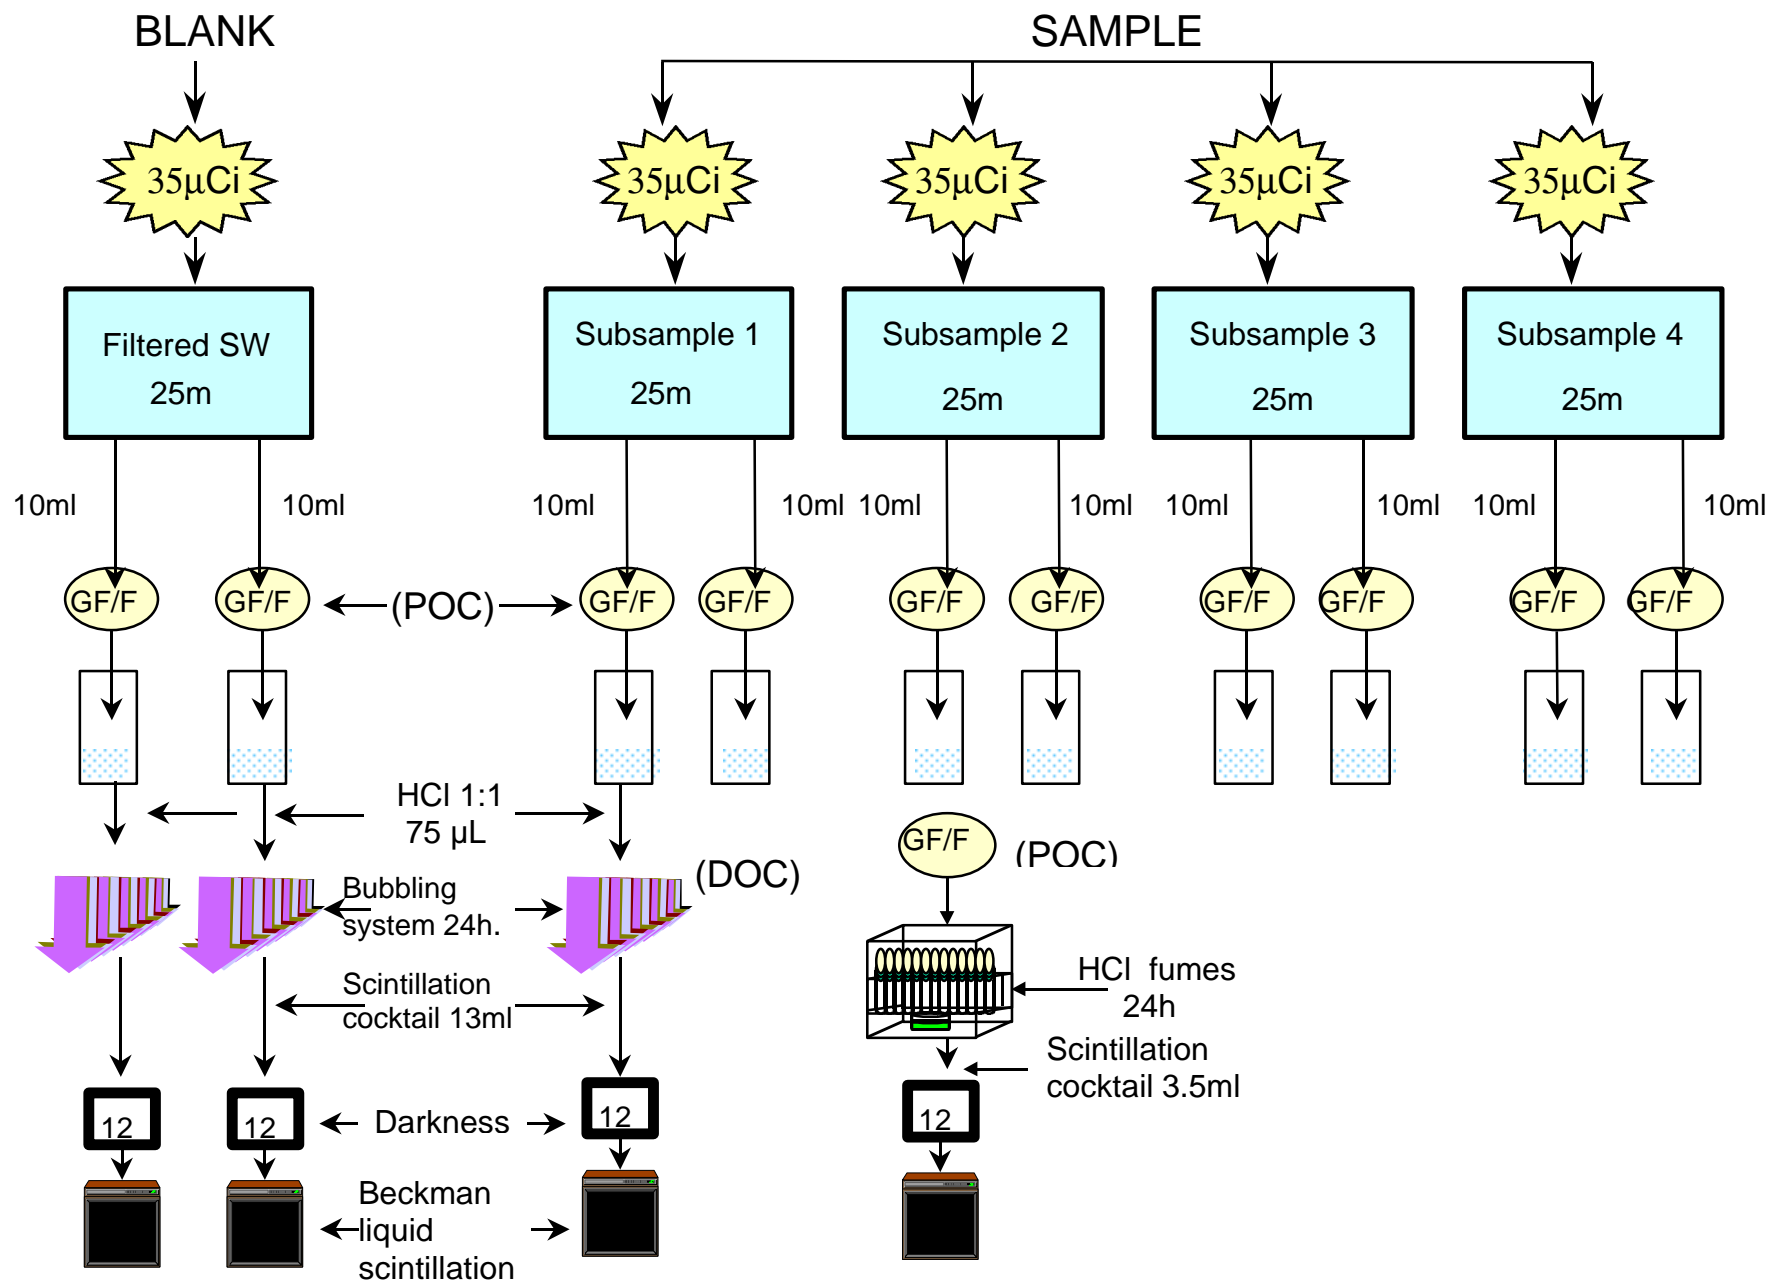 BLANK
SAMPLE
35µCi
35µCi
35µCi
35µCi
35µCi
Filtered SW
25m
Subsample 1
25m
Subsample 2
25m
Subsample 3
25m
Subsample 4
25m
10ml
10ml
10ml
10ml
10ml
10ml
10ml
10ml
10ml
10ml
GF/F
GF/F
(POC)
GF/F
GF/F
GF/F
GF/F
GF/F
GF/F
GF/F
GF/F
HCl 1:1
75 µL
GF/F
(POC)
(DOC)
Bubbling
system 24h.
Scintillation
cocktail 13ml
HCl fumes
24h
Scintillation
cocktail 3.5ml
12
12
Darkness
12
12
Beckman
liquid
scintillation